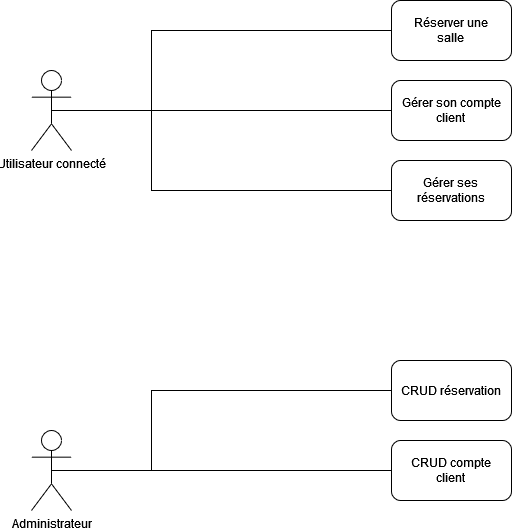 Réserver une
salle
Gérer son compte
client
Utilisateur connecté
Gérer ses
réservations
CRUD réservation
CRUD compte
client
Administrateur